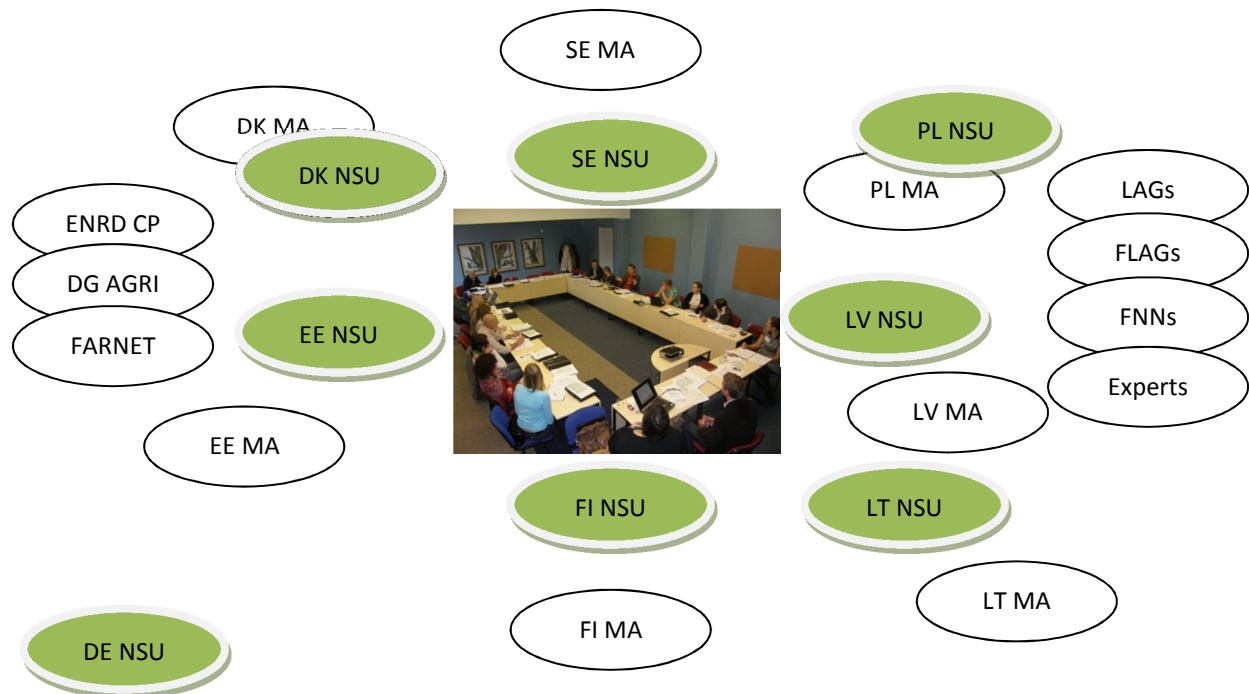 SE MA
DK MA
PL NSU
SE NSU
DK NSU
PL MA
LAGs
ENRD CP
FLAGs
DG AGRI
FNNs
LV NSU
EE NSU
FARNET
Experts
LV MA
EE MA
FI NSU
LT NSU
LT MA
FI MA
DE NSU